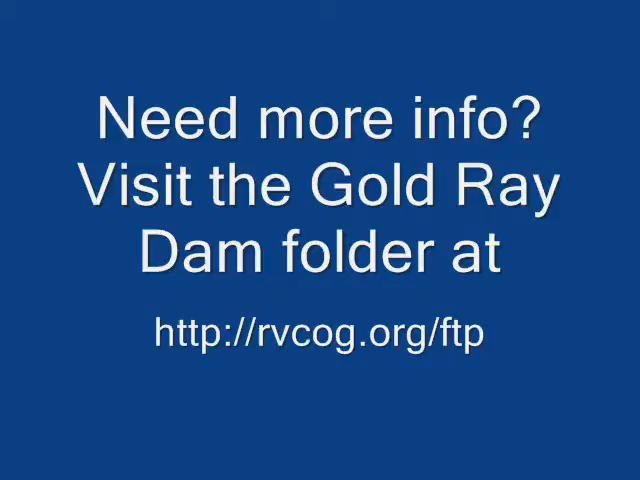 Need more info?
Visit the Gold Ray
Dam folder at
http://rvcog.org/ftp